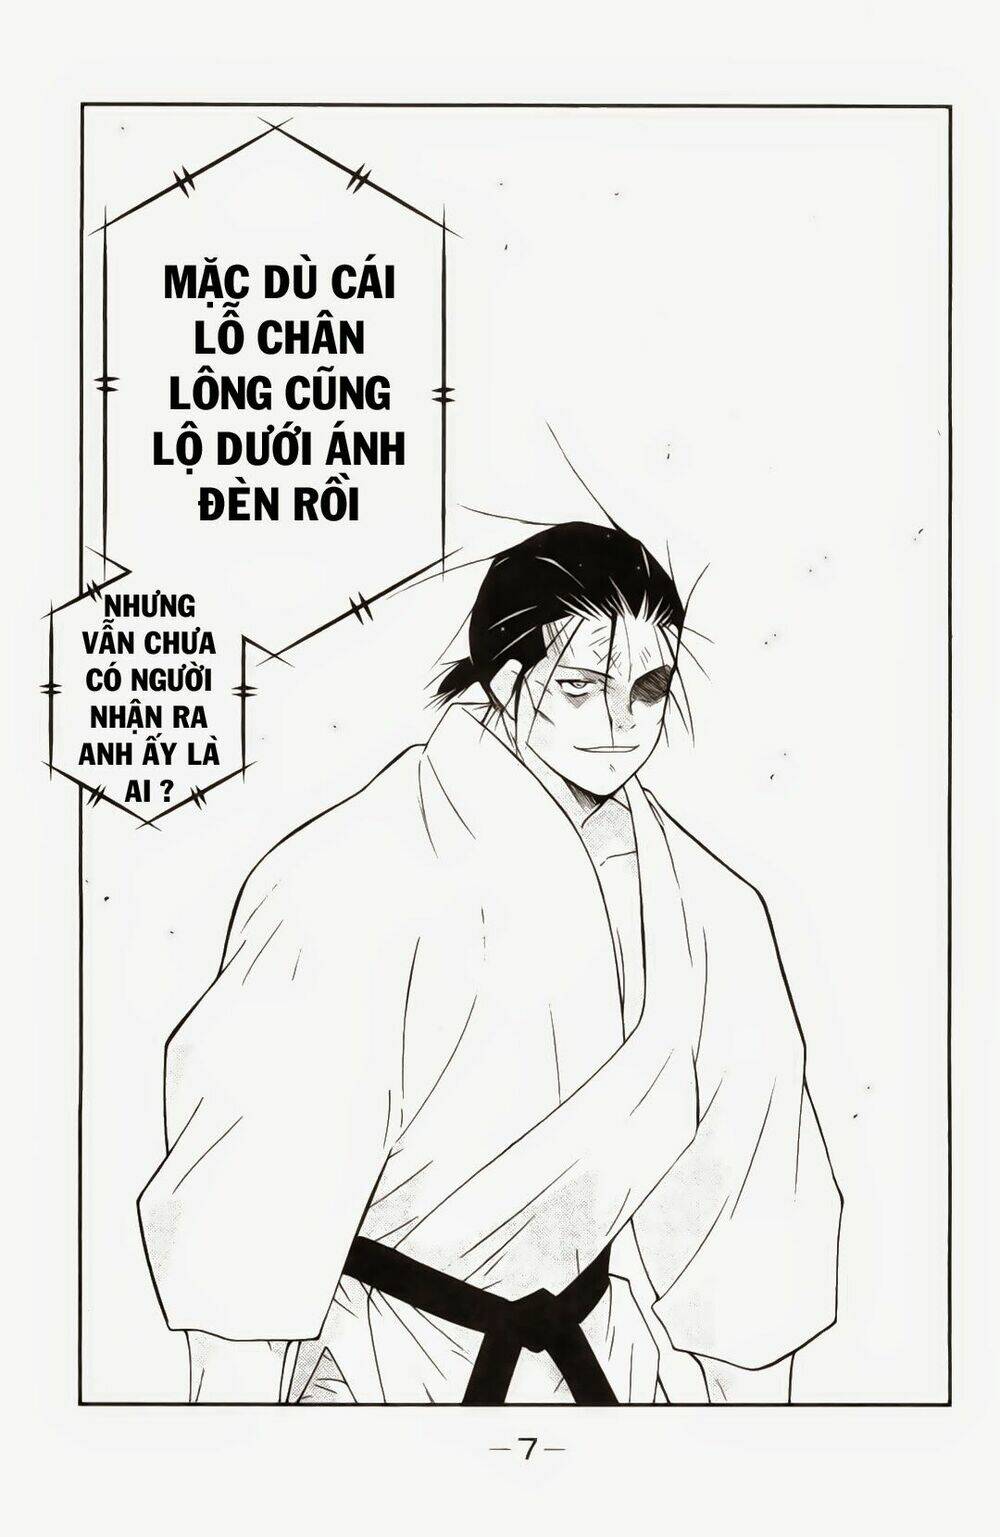 MẶC DÙ CÁI
LỖ CHÂN
LÔNG CŨNG
LỘ DƯỚI ÁNH
ĐÈN RỒI
NHƯNG
VẪN CHƯA
CÓ NGƯỜI
NHẬN RA
ANH ẤY LÀ
AI ?
—7—